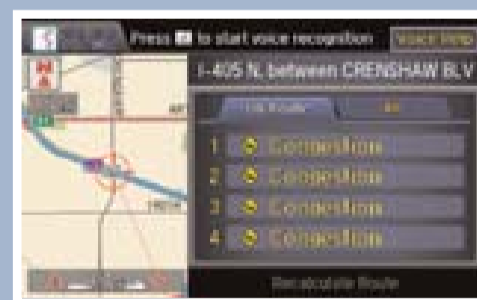 Press to start voice recognition Voice Help
I-405 N, between CRENSHAW BLV
On Route All
1 Congestion
2 Congestion
3 Congestion
4 Congestion
Recalculate Route